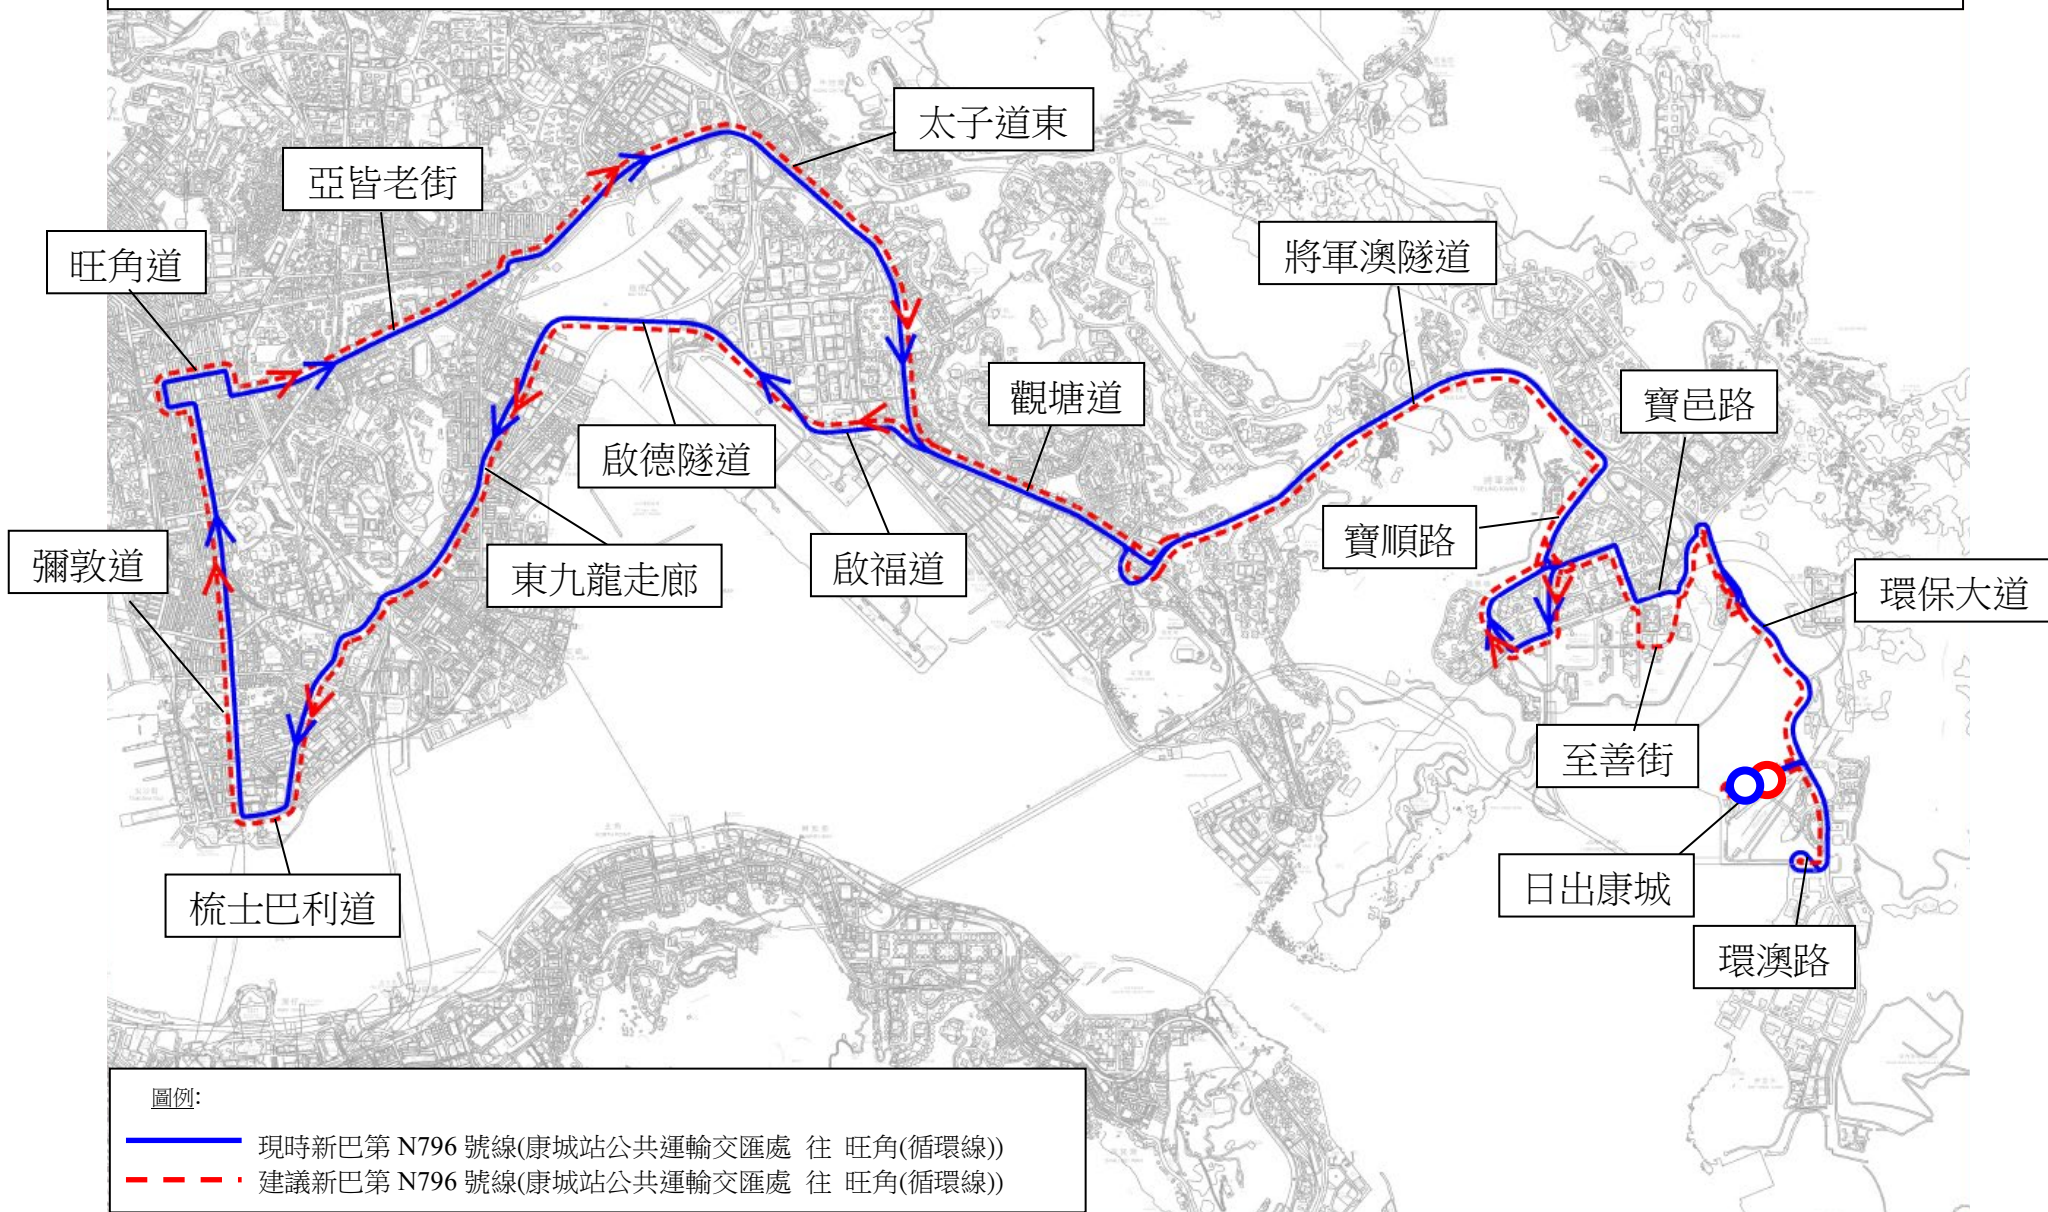 太子道東
亞皆老街
旺角道
將軍澳隧道
觀塘道
寶邑路
啟德隧道
寶順路
彌敦道
東九龍走廊
啟福道
環保大道
至善街
日出康城
梳士巴利道
環澳路
圖例:
現時新巴第 N796 號線(康城站公共運輸交匯處 往 旺角(循環線))
建議新巴第 N796 號線(康城站公共運輸交匯處 往 旺角(循環線))